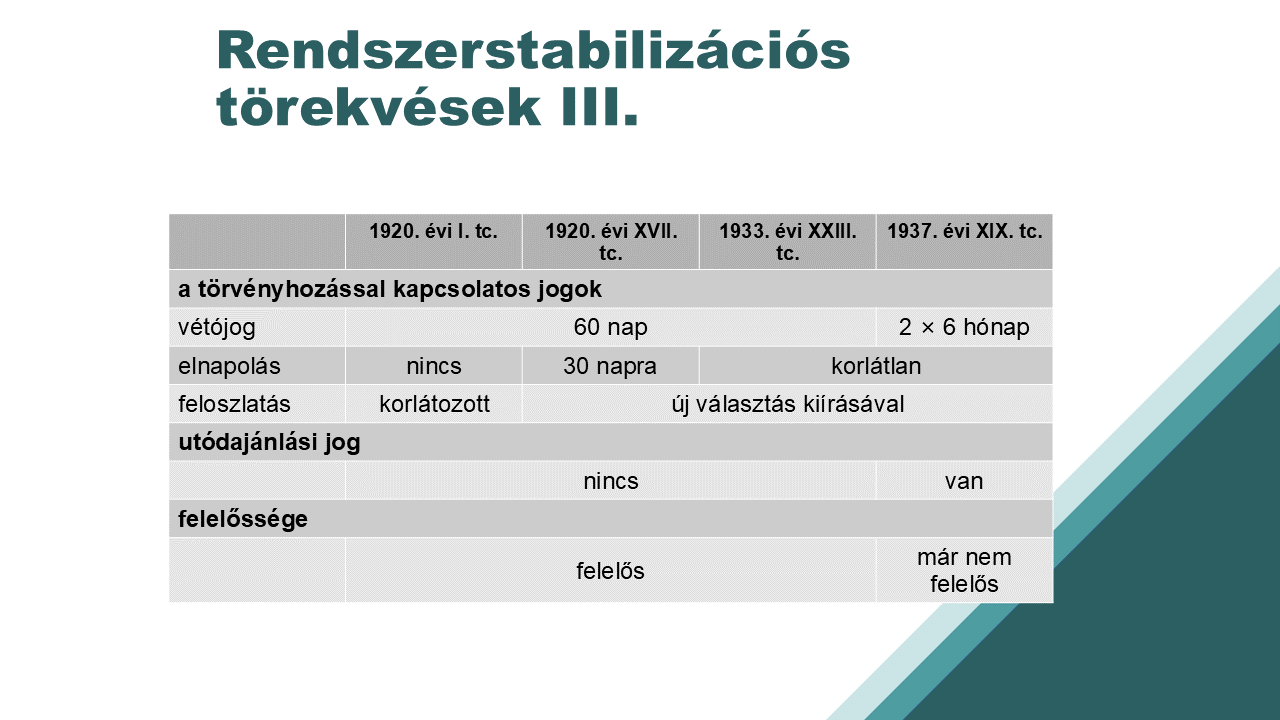 Rendszerstabilizációs
törekvések III.
1920. évi I. tc. 1920. évi XVII. tc. 1933. évi XXIII. tc. 1937. évi XIX. tc.
a törvényhozással kapcsolatos jogok
vétójog 60 nap 2 × 6 hónap
elnapolás nincs 30 napra korlátlan
feloszlatás korlátozott új választás kiírásával
utódajánlási jog
nincs van
felelőssége
felelős már nem felelős